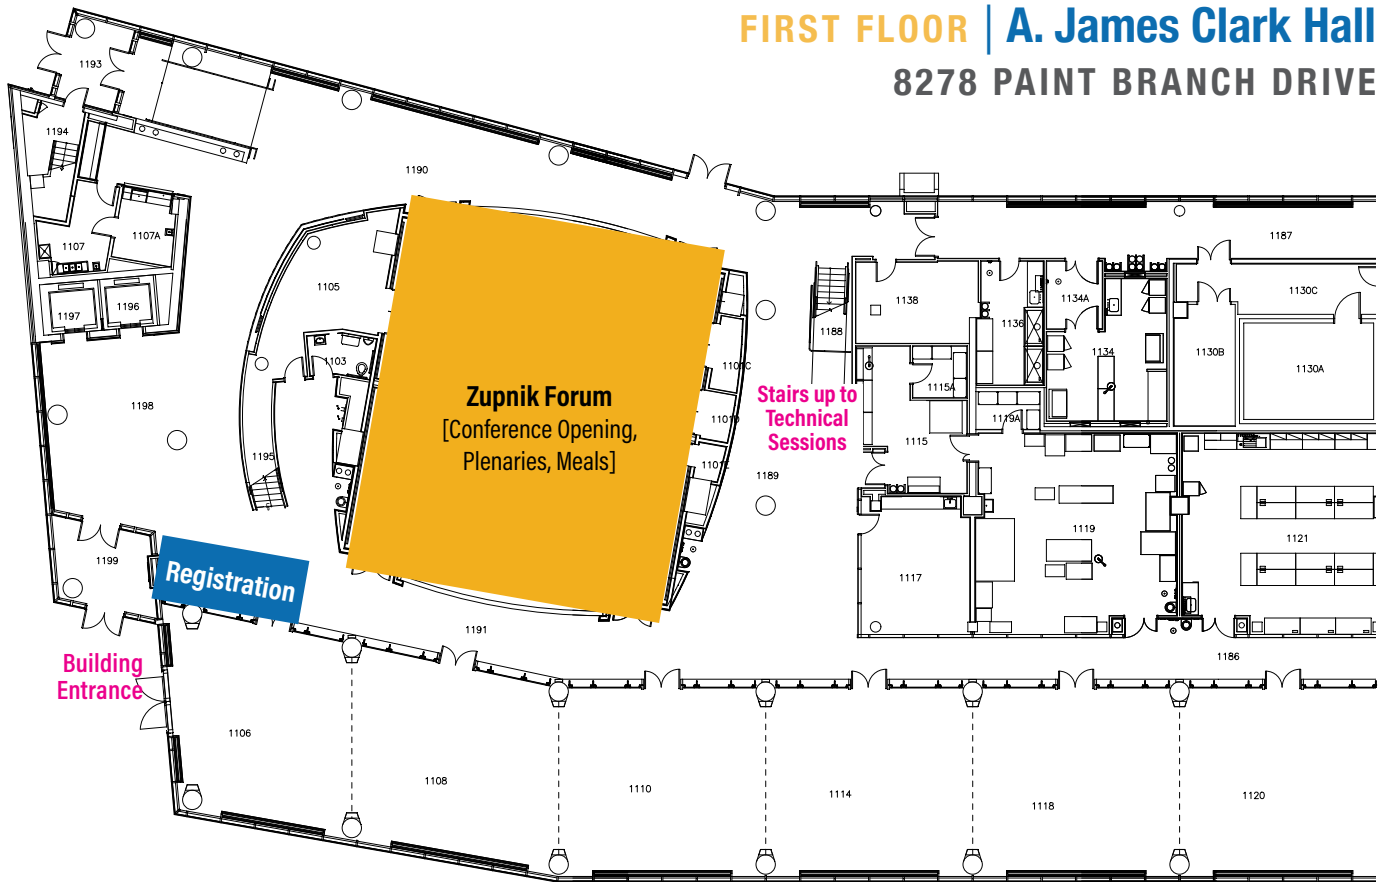 FIRST FLOOR | A. James Clark Hall
8278 PAINT BRANCH DRIVE
1193
1194
1190
1107
1107A
1197
1196
1105
1103
1198
1195
1199
Zupnik Forum
[Conference Opening,
Plenaries, Meals]
1101C
1101D
1101E
1187
1138
1188
1136
1134A
1134
1130C
1130B
1130A
Stairs up to
Technical
Sessions
1115A
1119A
1115
1189
1119
1121
1117
Registration
1191
1186
Building
Entrance
1106
1108
1110
1114
1118
1120